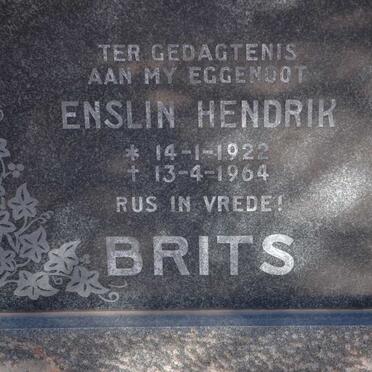 TER GEDAGTENIS
AAN MY EGGENOOT
ENSLIN HENDRIK
* 14-1-1922
† 13-4-1964
RUS IN VREDE!
BRITS